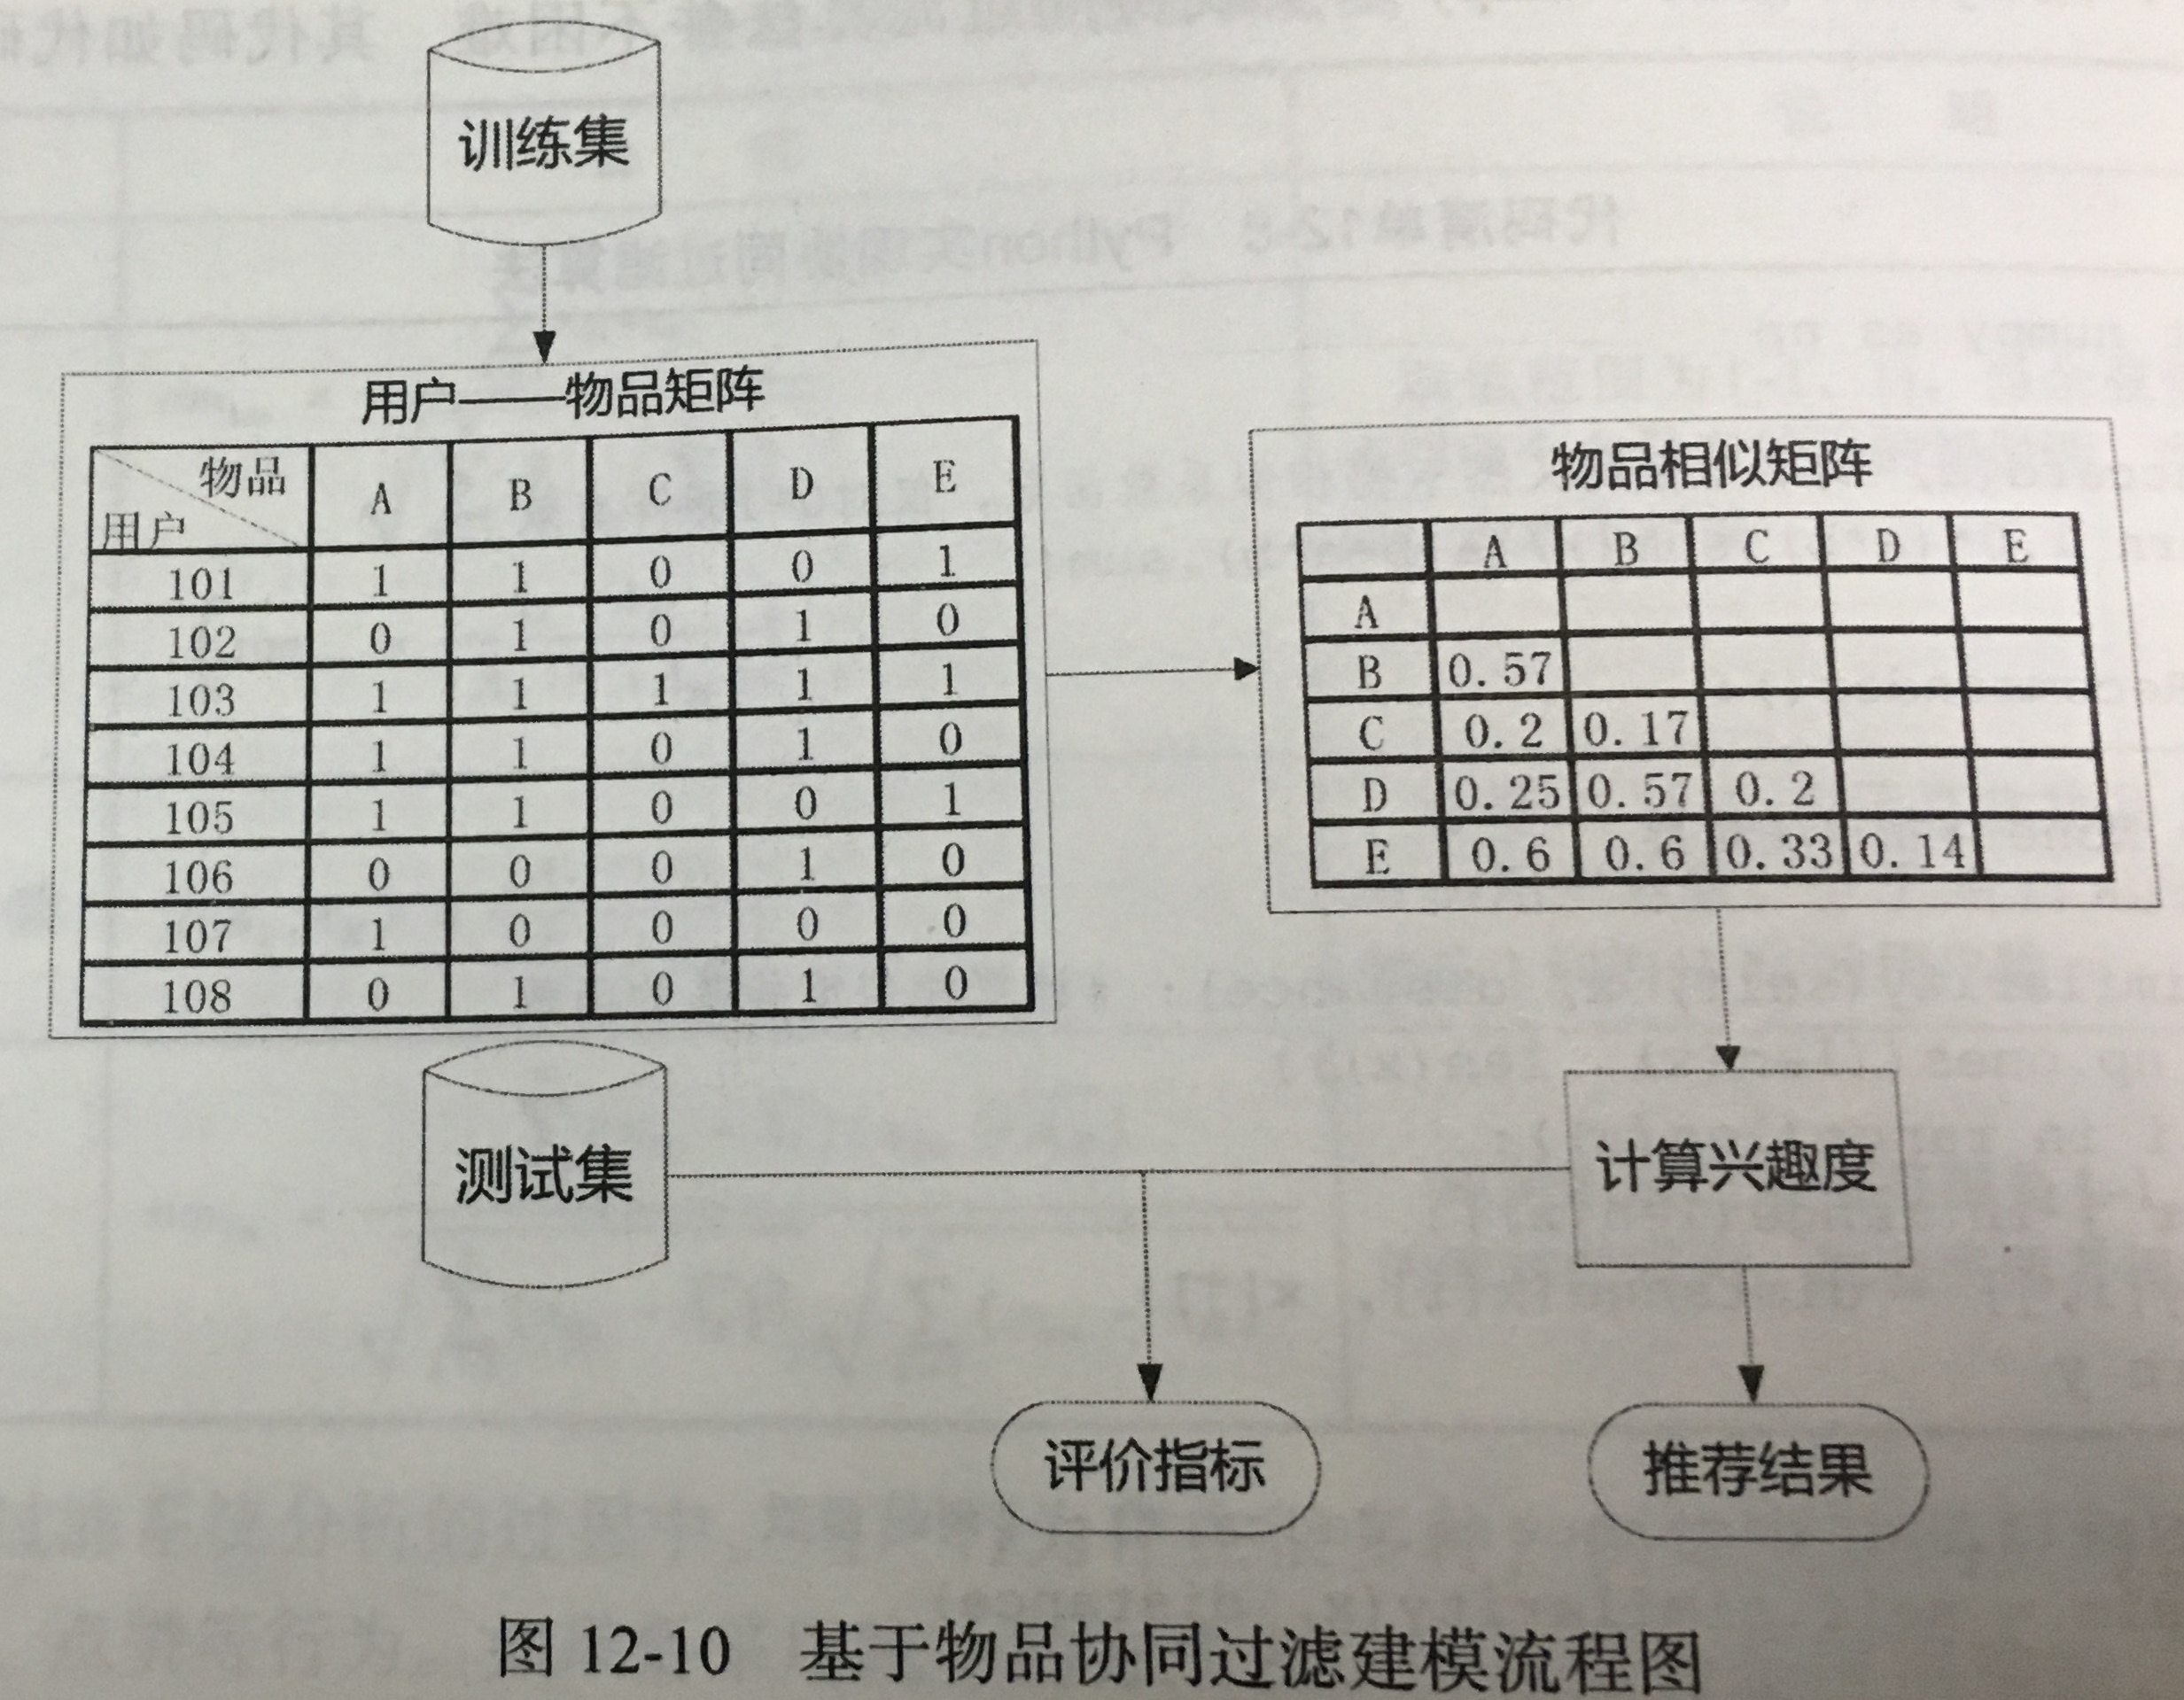 训练集
用户——物品矩阵
物品 A B C D E
用户
101 1 1 0 0 1
102 0 1 0 1 0
103 1 1 1 1 1
104 1 1 0 1 0
105 1 1 0 0 1
106 0 0 0 1 0
107 1 0 0 0 0
108 0 1 0 1 0
物品相似矩阵
A B C D E
A
B 0.57
C 0.2 0.17
D 0.25 0.57 0.2
E 0.6 0.6 0.33 0.14
测试集
计算兴趣度
评价指标
推荐结果
图 12-10 基于物品协同过滤建模流程图